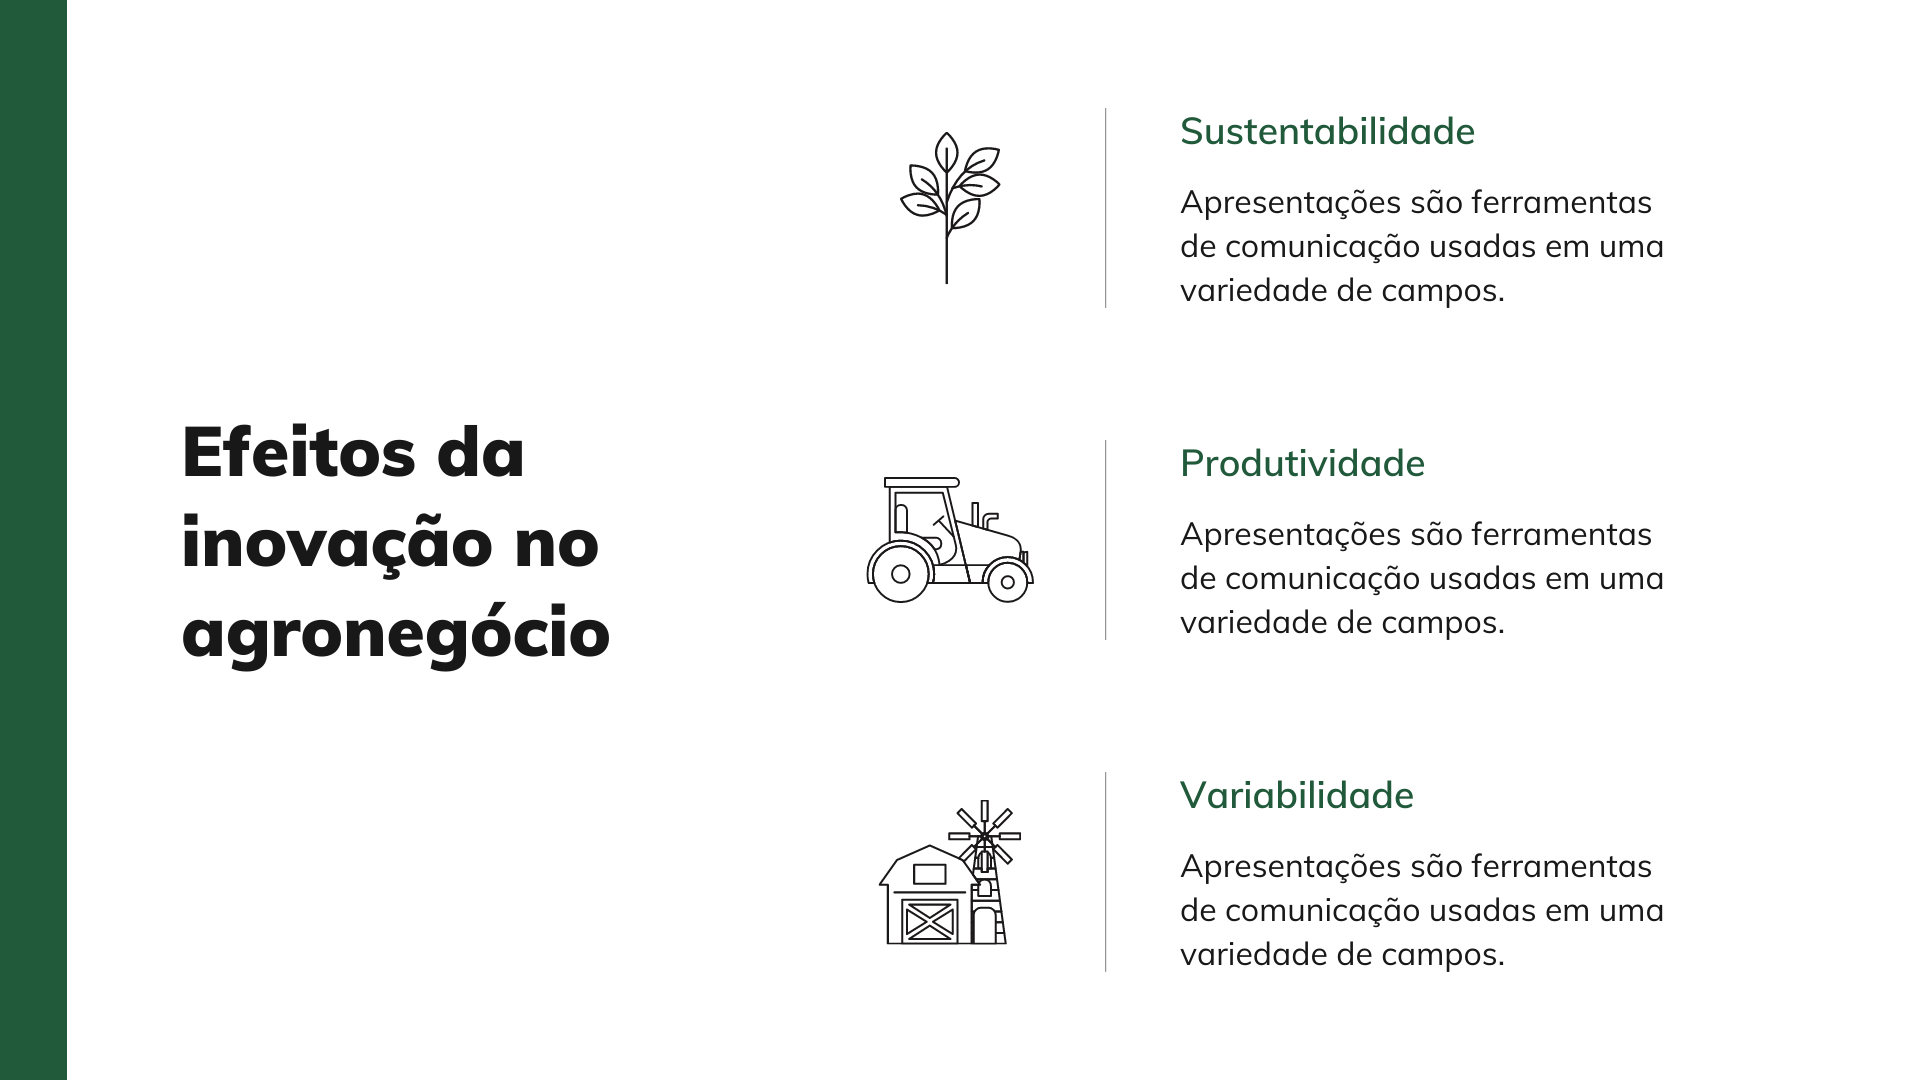 Efeitos da
inovação no
agronegócio
Sustentabilidade
Apresentações são ferramentas
de comunicação usadas em uma
variedade de campos.
Produtividade
Apresentações são ferramentas
de comunicação usadas em uma
variedade de campos.
Variabilidade
Apresentações são ferramentas
de comunicação usadas em uma
variedade de campos.